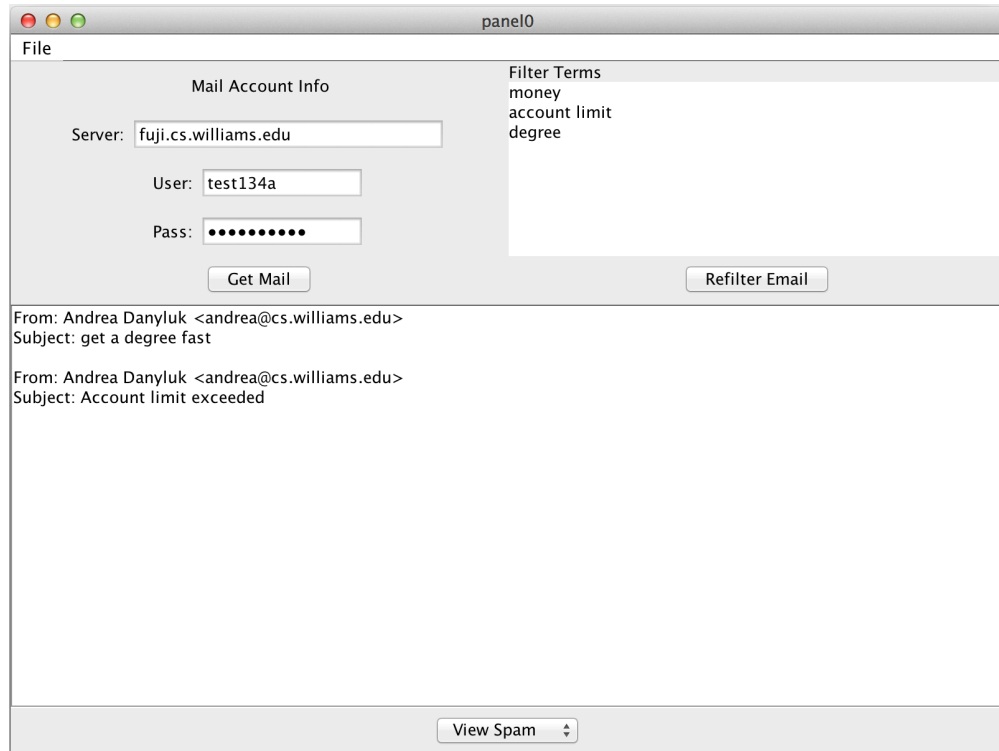 panel0
File
Mail Account Info
Server: fuji.cs.williams.edu
User: test134a
Pass: ••••••••••
Get Mail
Filter Terms
money
account limit
degree
Refilter Email
From: Andrea Danyluk <andrea@cs.williams.edu>
Subject: get a degree fast
From: Andrea Danyluk <andrea@cs.williams.edu>
Subject: Account limit exceeded
View Spam